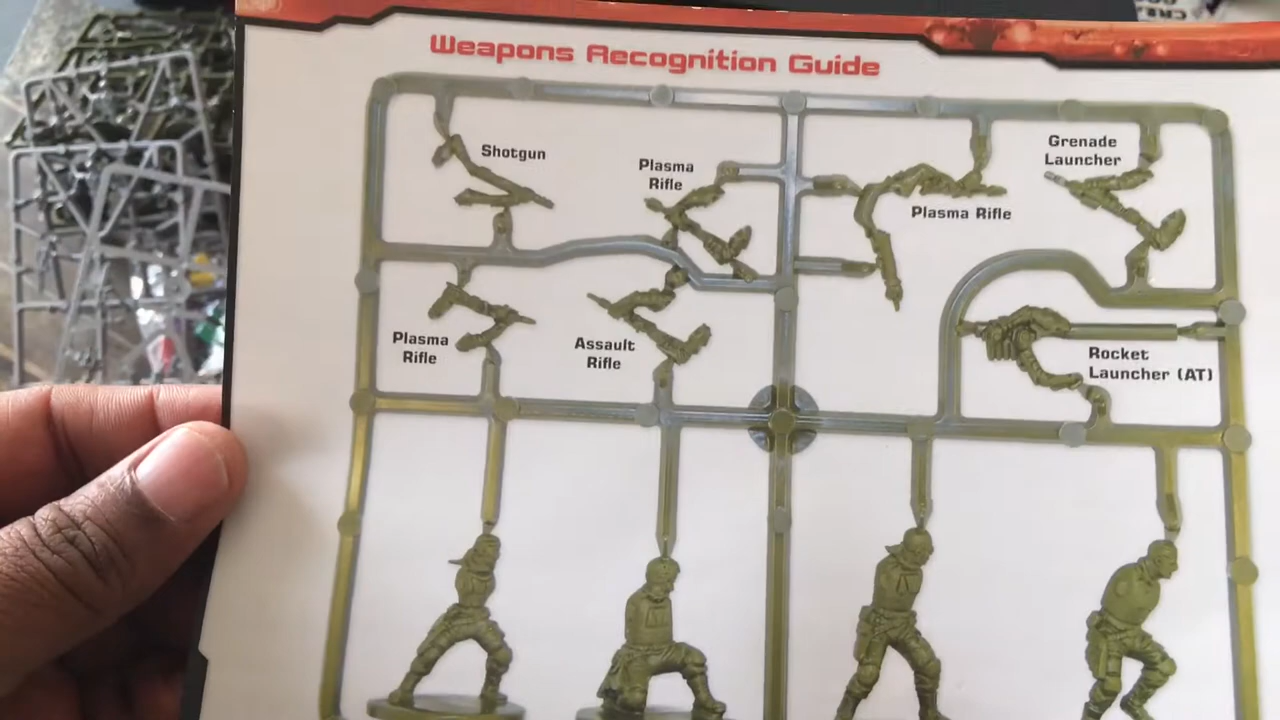 Weapons Recognition Guide
Shotgun
Plasma
Rifle
Plasma Rifle
Grenade
Launcher
Plasma
Rifle
Assault
Rifle
Rocket
Launcher (AT)